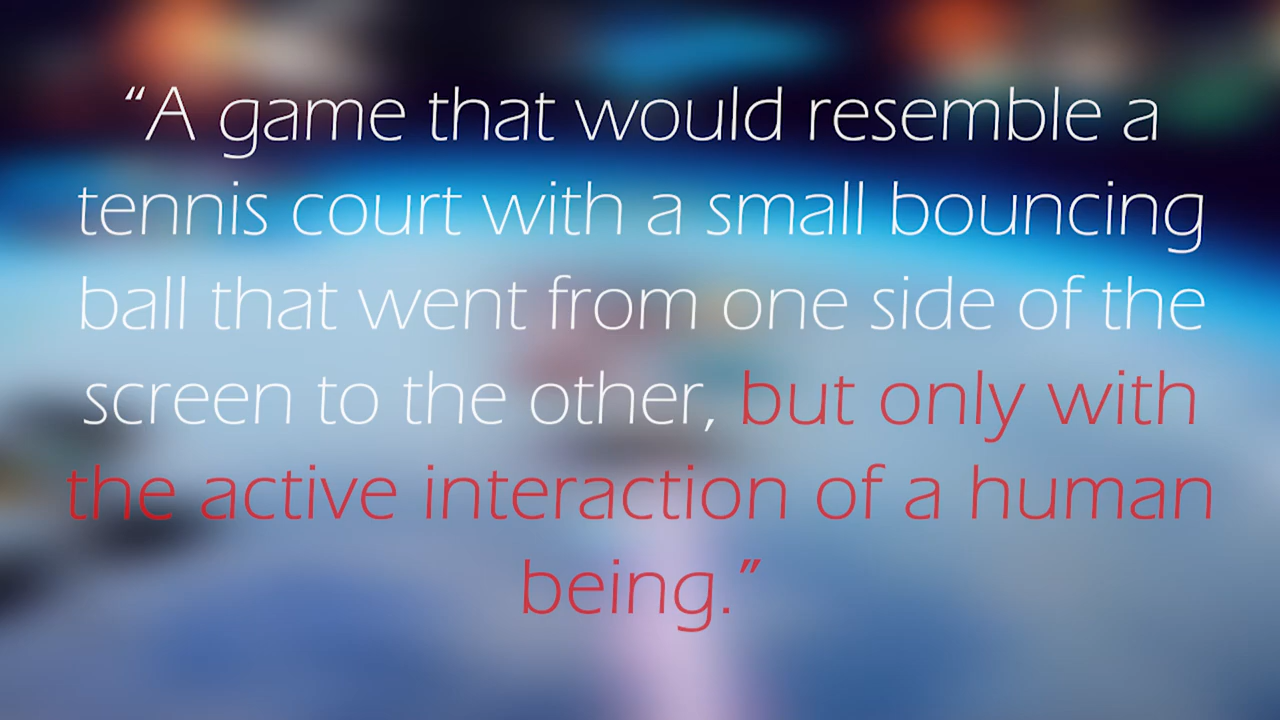 “A game that would resemble a
tennis court with a small bouncing
ball that went from one side of the
screen to the other, but only with
the active interaction of a human
being.”